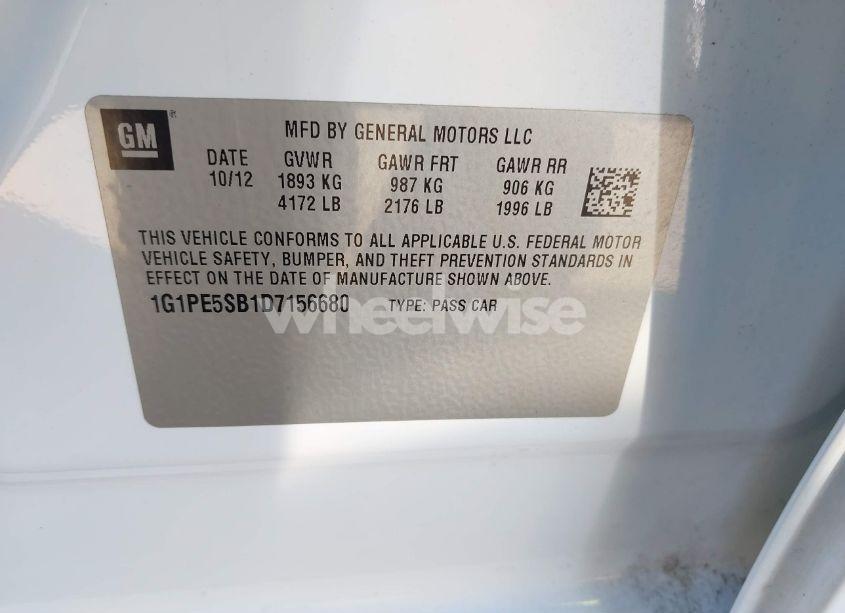 GM
MFD BY GENERAL MOTORS LLC
DATE GVWR GAWR FRT GAWR RR
10/12 1893 KG 987 KG 906 KG
4172 LB 2176 LB 1996 LB
THIS VEHICLE CONFORMS TO ALL APPLICABLE U.S. FEDERAL MOTOR
VEHICLE SAFETY, BUMPER, AND THEFT PREVENTION STANDARDS IN
EFFECT ON THE DATE OF MANUFACTURE SHOWN ABOVE.
1G1PE5SB1D7156680 TYPE: PASS CAR
wheelwise